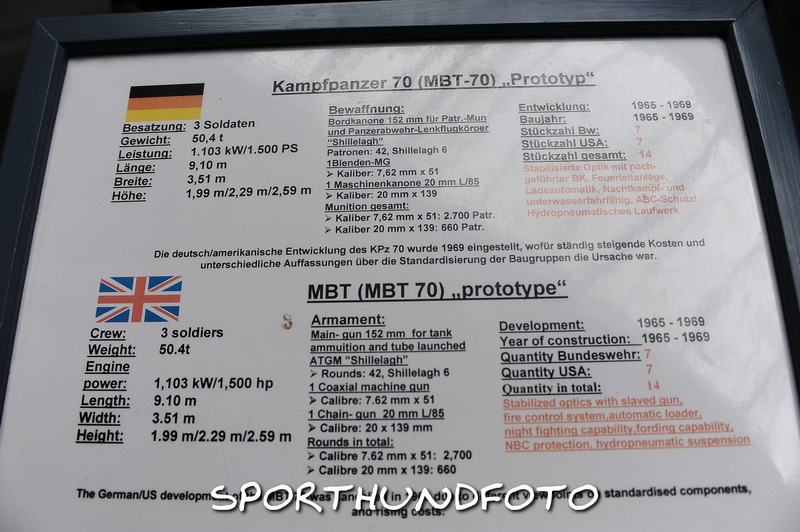 Kampfpanzer 70 (MBT-70) „Prototyp“
Besatzung: 3 Soldaten
Gewicht: 50,4 t
Leistung: 1.103 kW/1.500 PS
Länge: 9,10 m
Breite: 3,51 m
Höhe: 1,99 m/2,29 m/2,59 m
Bewaffnung:
Bordkanone 152 mm für Patr.-Mun
und Panzerabwehr-Lenkflugkörper
"Shillelagh"
Patronen: 42, Shillelagh 6
1Blenden-MG
➢ Kaliber: 7,62 mm x 51
1 Maschinenkanone 20 mm L/85
➢ Kaliber: 20 mm x 139
Munition gesamt:
➢ Kaliber 7,62 mm x 51: 2.700 Patr.
➢ Kaliber 20 mm x 139: 660 Patr.
Entwicklung: 1965 - 1969
Baujahr: 1965 - 1969
Stückzahl Bw: 7
Stückzahl USA: 7
Stückzahl gesamt: 14
Stabilisierte Optik mit nach-
geführter BK, Feuerleitanlage,
Ladeautomatik, Nachtkampf- und
unterwasserfahrfähig, ABC-Schutz!
Hydropneumatisches Laufwerk
Die deutsch/amerikanische Entwicklung des KPz 70 wurde 1969 eingestellt, wofür ständig steigende Kosten und
unterschiedliche Auffassungen über die Standardisierung der Baugruppen die Ursache war.
MBT (MBT 70) „prototype“
Crew: 3 soldiers
Weight: 50.4t
Engine
power: 1,103 kW/1,500 hp
Length: 9.10 m
Width: 3.51 m
Height: 1.99 m/2.29 m/2.59 m
Armament:
Main- gun 152 mm for tank
ammuition and tube launched
ATGM "Shillelagh"
➢ Rounds: 42, Shillelagh 6
1 Coaxial machine gun
➢ Calibre: 7.62 mm x 51
1 Chain- gun 20 mm L/85
➢ Calibre: 20 x 139 mm
Rounds in total:
➢ Calibre 7.62 mm x 51: 2,700
➢ Calibre 20 mm x 139: 660
Development: 1965 - 1969
Year of construction: 1965 - 1969
Quantity Bundeswehr: 7
Quantity USA: 7
Quantity in total: 14
Stabilized optics with slaved gun,
fire control system,automatic loader,
night fighting capability,fording capability,
NBC protection, hydropneumatic suspension
The German/US development of standardised components,
and rising costs.
SPORTHUNDFOTO